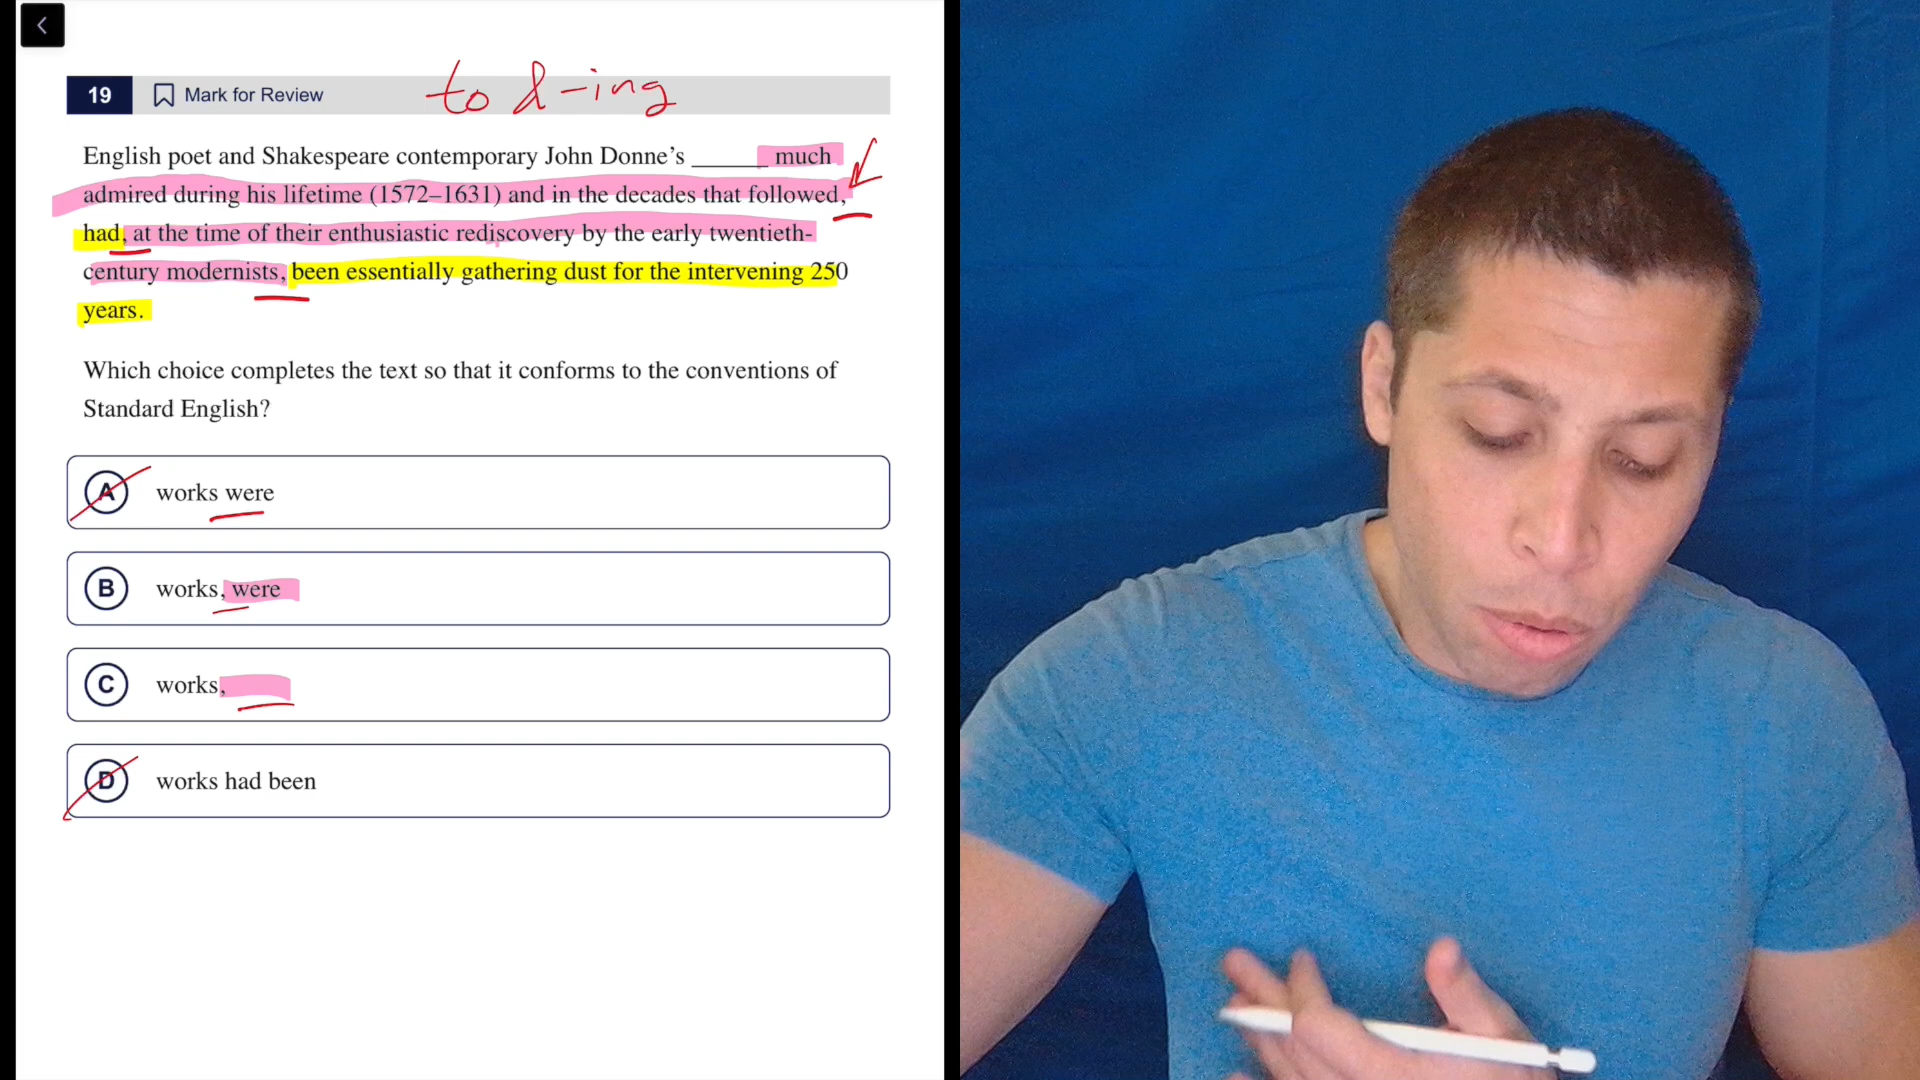 to & -ing
19 Mark for Review
English poet and Shakespeare contemporary John Donne’s ______ much
admired during his lifetime (1572–1631) and in the decades that followed,
had, at the time of their enthusiastic rediscovery by the early twentieth-
century modernists, been essentially gathering dust for the intervening 250
years.
Which choice completes the text so that it conforms to the conventions of
Standard English?
A works were
B works, were
C works,
D works had been